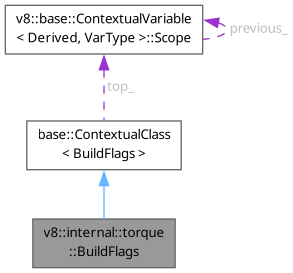 v8::base::ContextualVariable
< Derived, VarType >::Scope
previous_
top_
base::ContextualClass
< BuildFlags >
v8::internal::torque
::BuildFlags